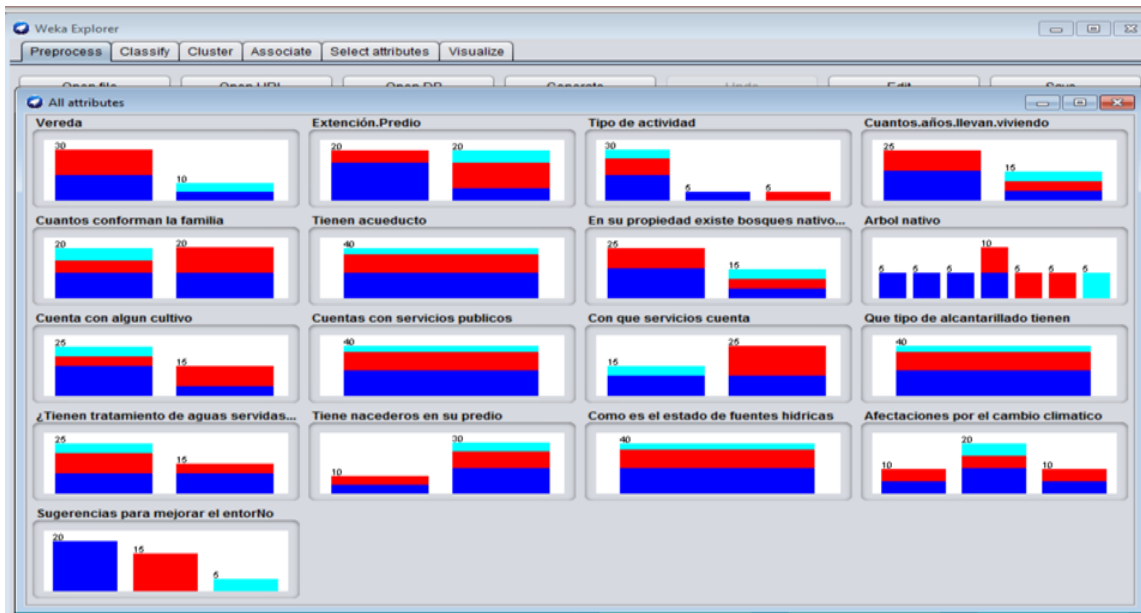 Weka Explorer
Preprocess Classify Cluster Associate Select attributes Visualize
Open file Open URL Open DB Generate Undo Edit Save
All attributes
Vereda Extención.Predio Tipo de actividad Cuantos.años.llevan.viviendo
30 10 20 20 30 5 5 25 15
Cuantos conforman la familia Tienen acueducto En su propiedad existe bosques nativo... Arbol nativo
20 20 40 25 15 5 5 5 10 5 5 5
Cuenta con algun cultivo Cuentas con servicios publicos Con que servicios cuenta Que tipo de alcantarillado tienen
25 15 40 15 25 40
¿Tienen tratamiento de aguas servidas... Tiene nacederos en su predio Como es el estado de fuentes hidricas Afectaciones por el cambio climatico
25 15 10 30 40 10 20 10
Sugerencias para mejorar el entorNo
20 15 5